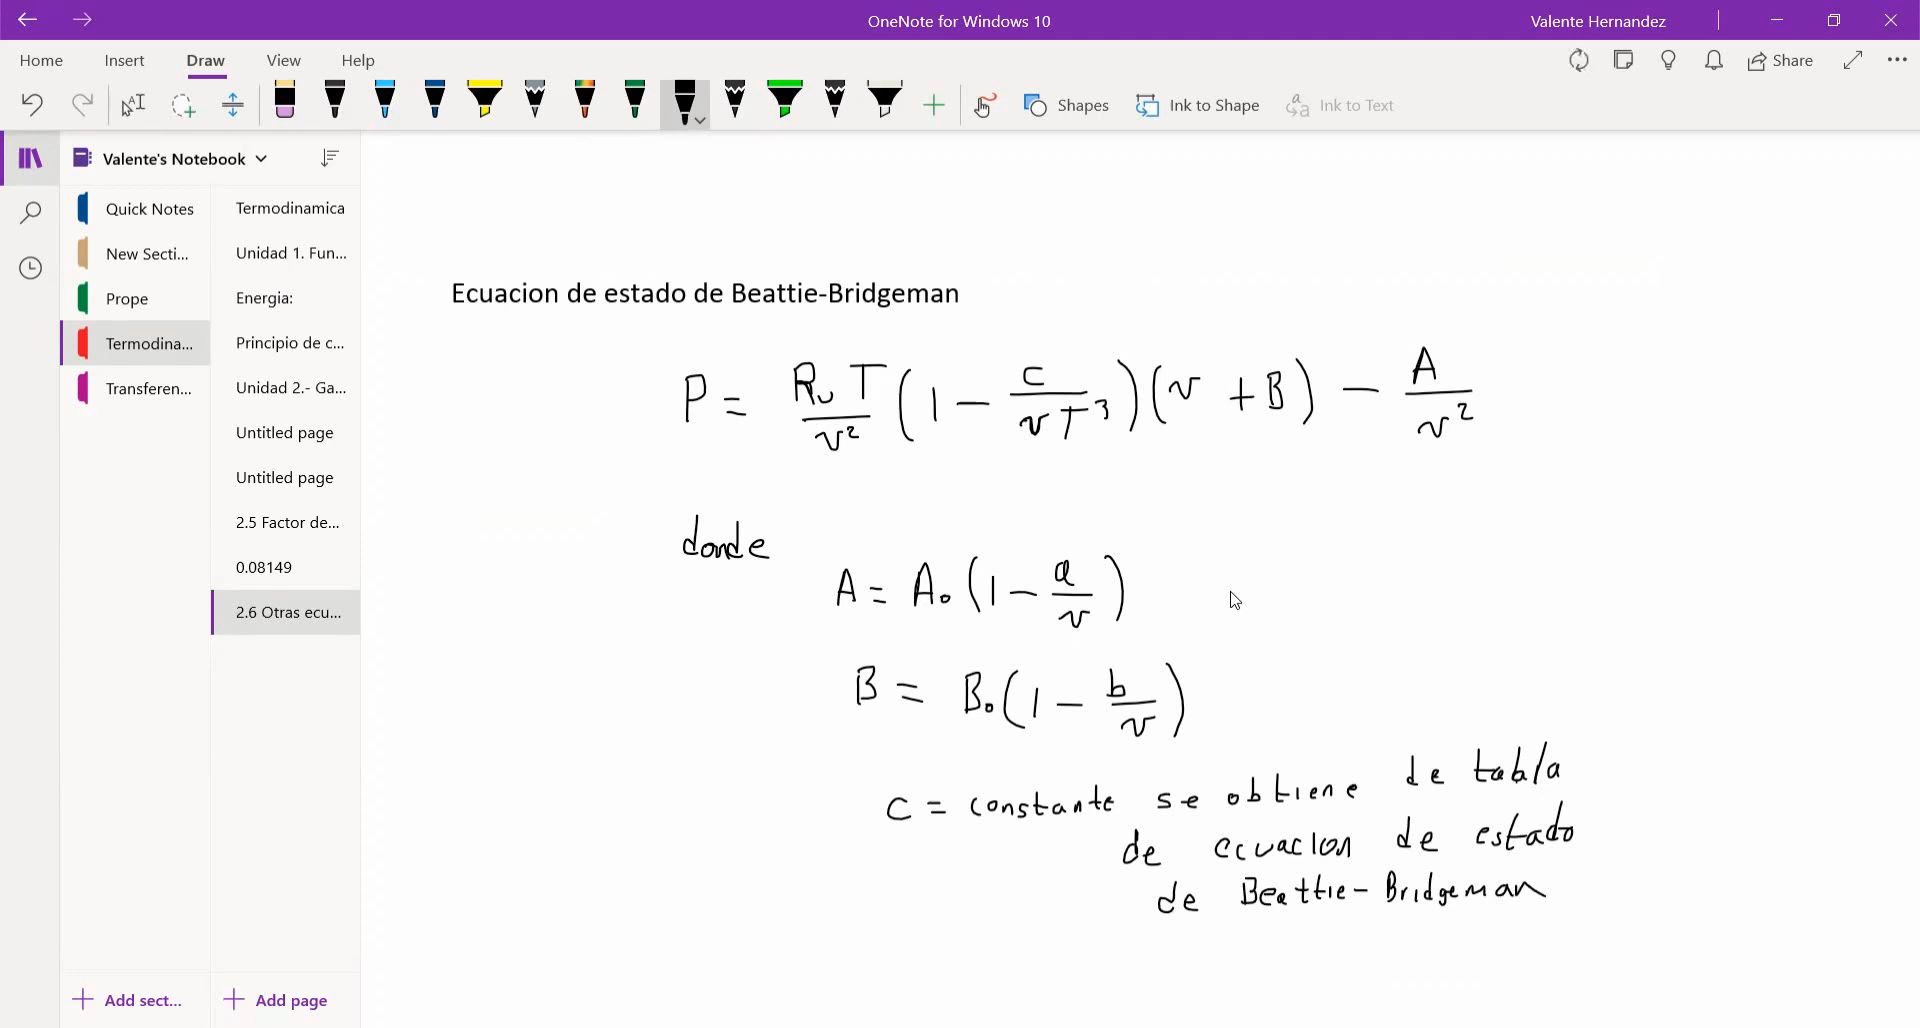 OneNote for Windows 10
Valente Hernandez
Home Insert Draw View Help
Share
Shapes Ink to Shape Ink to Text
Valente's Notebook
Quick Notes
New Secti...
Prope
Termodina...
Transferen...
Termodinamica
Unidad 1. Fun...
Energia:
Principio de c...
Unidad 2.- Ga...
Untitled page
Untitled page
2.5 Factor de...
0.08149
2.6 Otras ecu...
Add sect...
Add page
Ecuacion de estado de Beattie-Bridgeman
P = RᵤT/v² (1 - c/vT³)(v + B) - A/v²
donde
A = A₀(1 - a/v)
B = B₀(1 - b/v)
c = constante se obtiene de tabla
de ecuacion de estado
de Beattie-Bridgeman